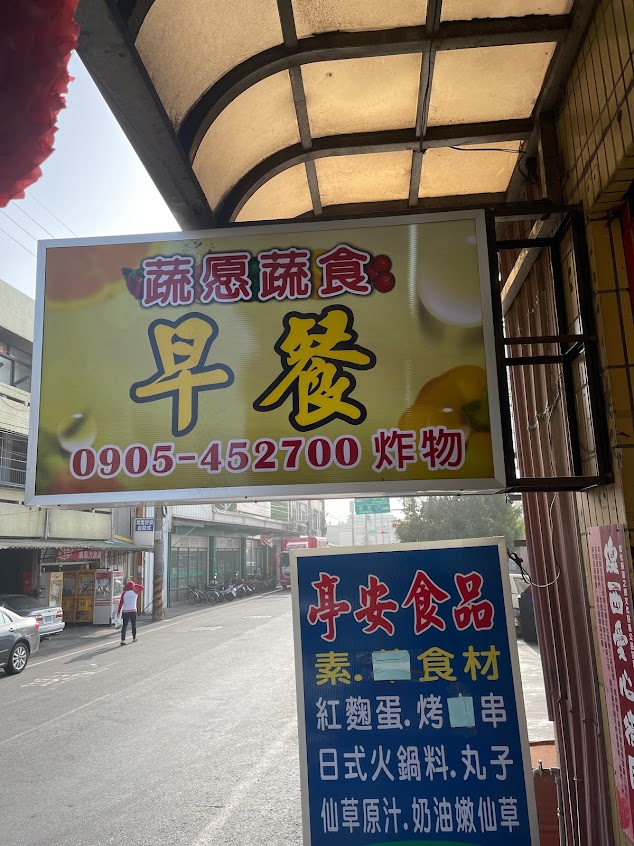 蔬愿蔬食
早餐
0905-452700 炸物
亭安食品
素.食材
紅麴蛋.烤串
日式火鍋料.丸子
仙草原汁.奶油嫩仙草